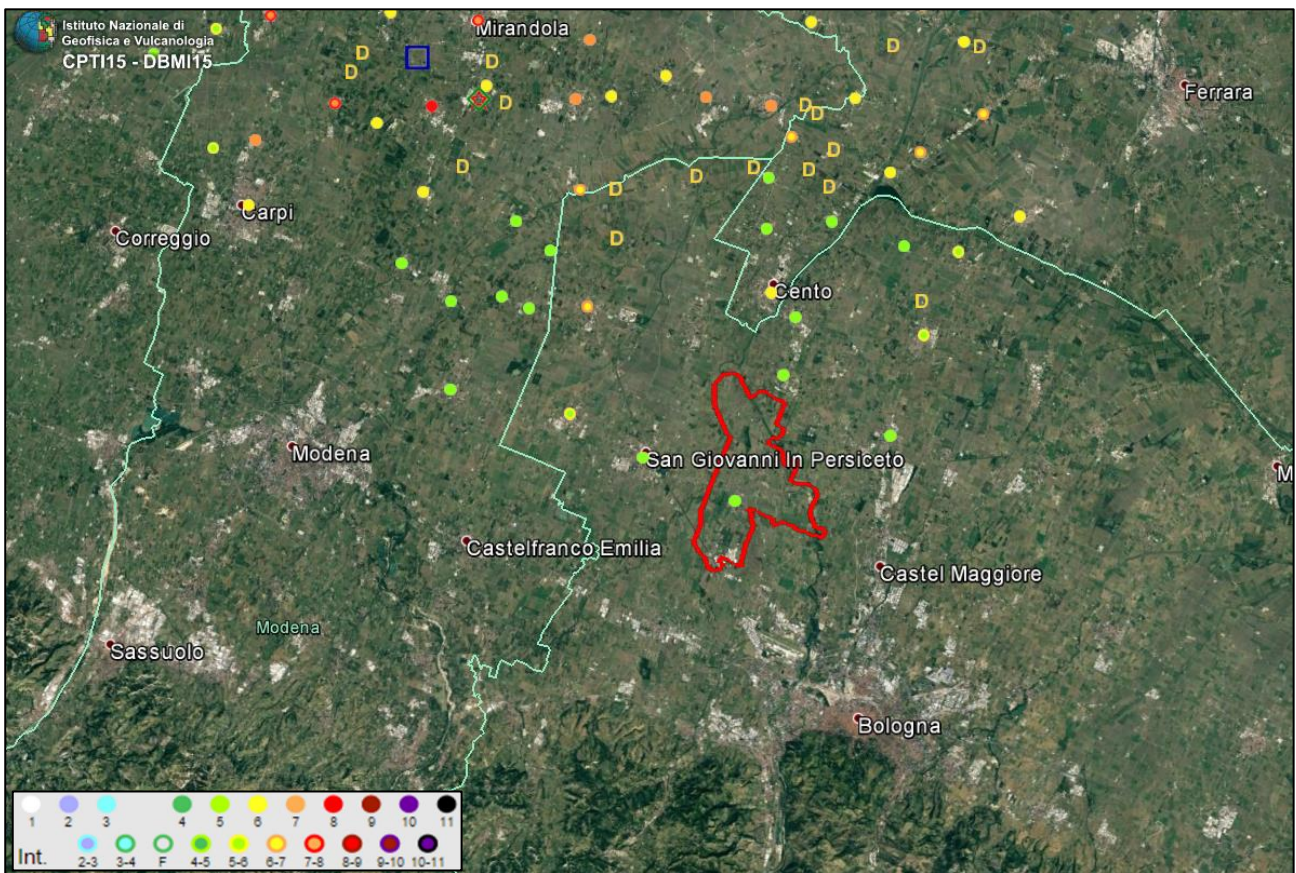 Istituto Nazionale di
Geofisica e Vulcanologia
CPTI15 - DBMI15
Mirandola
D
D
D
D
D
D
Ferrara
D
D
D
D
D
D
D
D
D
D
Carpi
Correggio
D
Cento
D
Modena
San Giovanni In Persiceto
M
Castelfranco Emilia
Castel Maggiore
Modena
Sassuolo
Bologna
1 2 3 4 5 6 7 8 9 10 11
Int. 2-3 3-4 F 4-5 5-6 6-7 7-8 8-9 9-10 10-11